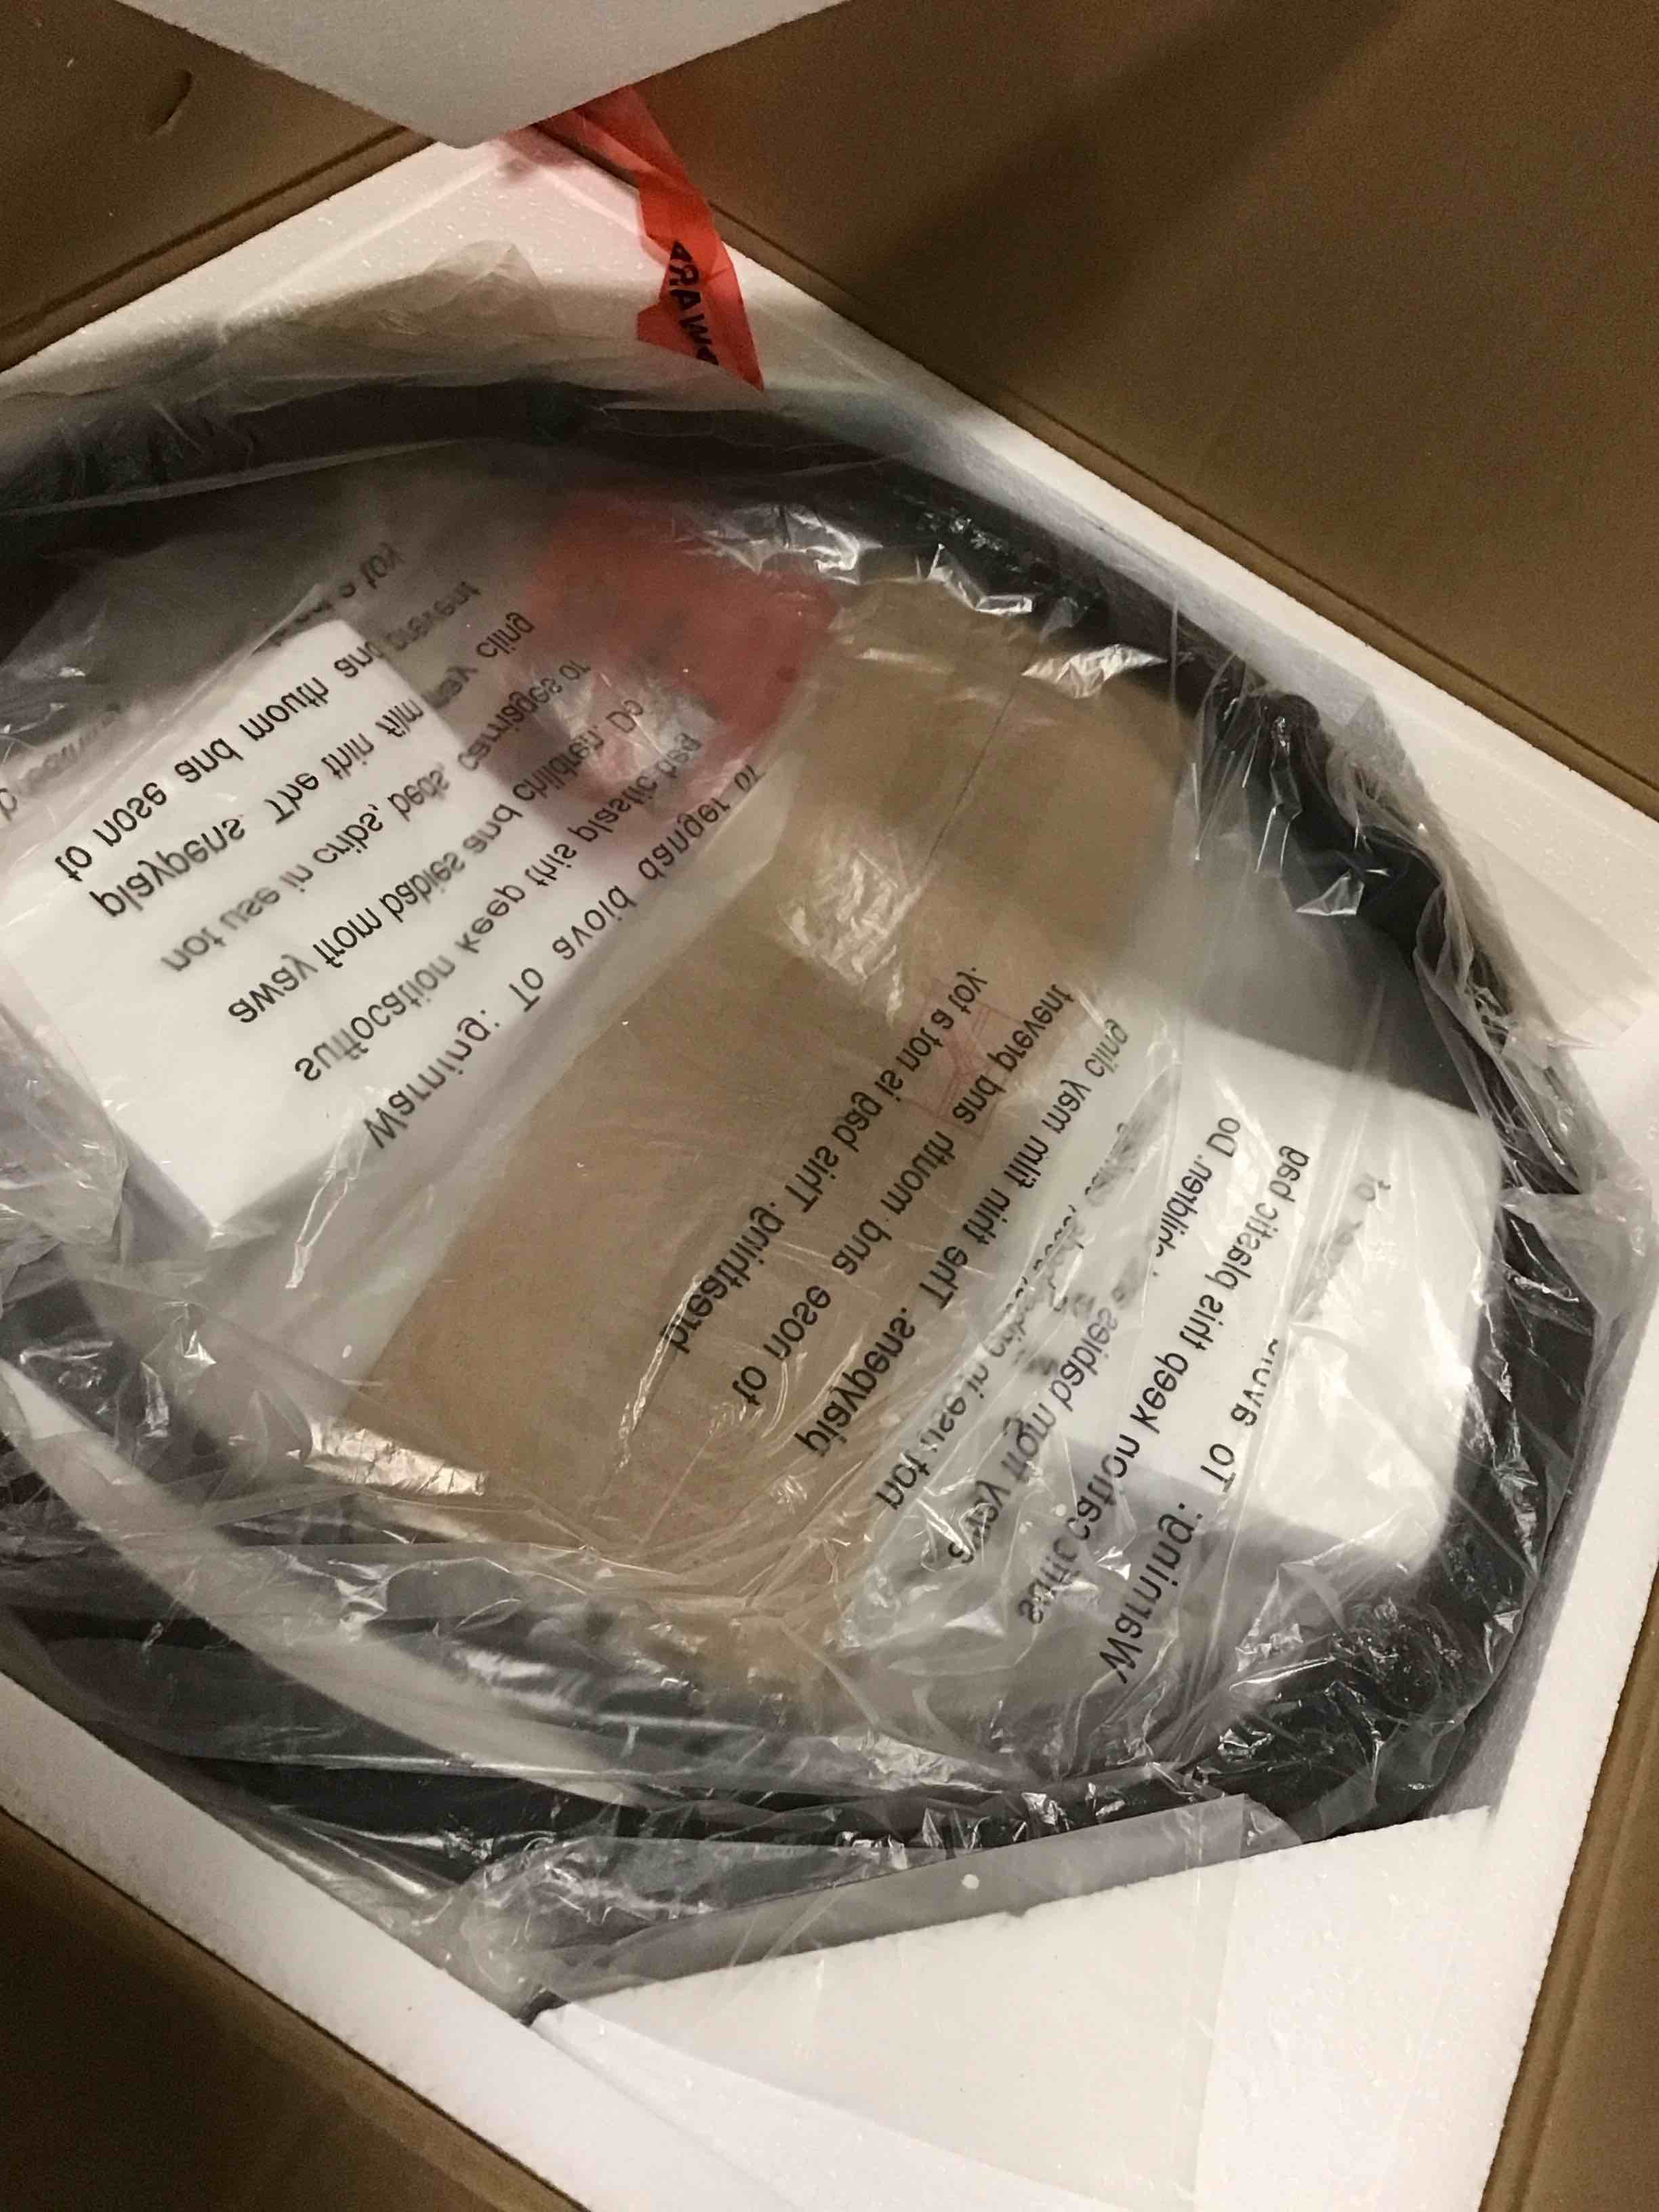 Warning: To avoid danger of
suffocation keep this plastic bag
away from babies and children. Do
not use in cribs, beds, carriages or
playpens. The thin film may cling
to nose and mouth and prevent
a toy
Warning: To avoid
suffocation keep this plastic bag
away from babies children. Do
not use in
playpens. The thin film may cling
to nose and mouth and prevent
breathing. This bag is not a toy.
WAR